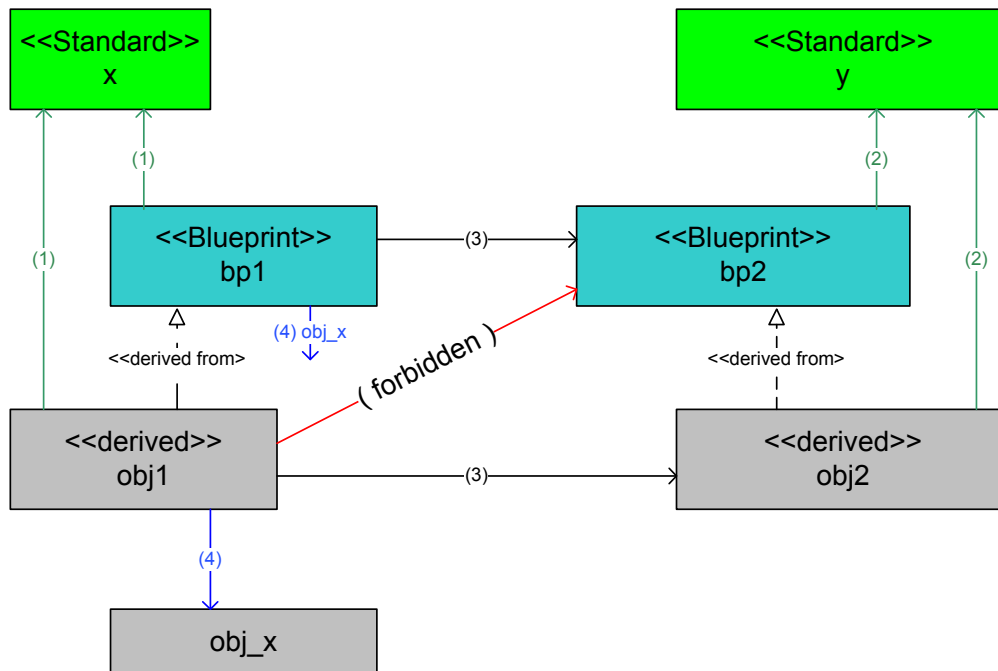 <<Standard>>
x
<<Standard>>
y
(1)
(2)
<<Blueprint>>
bp1
(3)
<<Blueprint>>
bp2
(1)
(2)
(4) obj_x
<<derived from>
<<derived from>
( forbidden )
<<derived>>
obj1
(3)
<<derived>>
obj2
(4)
obj_x